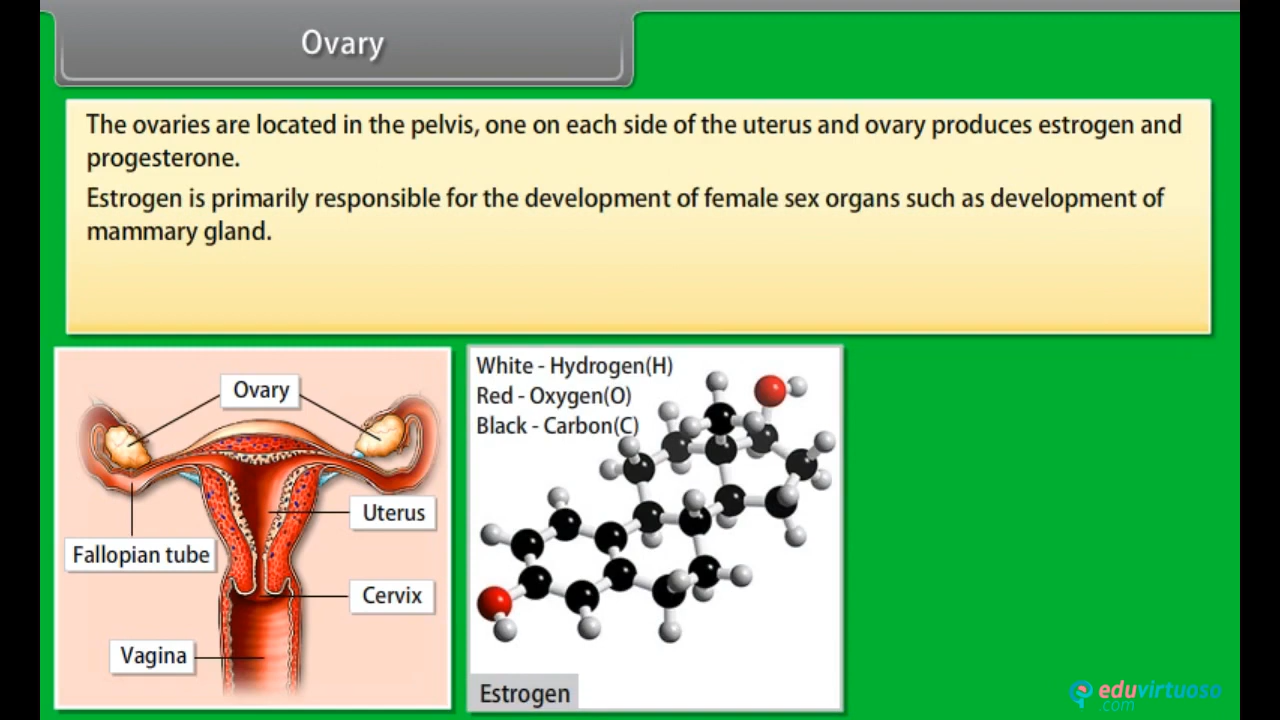 Ovary
The ovaries are located in the pelvis, one on each side of the uterus and ovary produces estrogen and
progesterone.
Estrogen is primarily responsible for the development of female sex organs such as development of
mammary gland.
Ovary
Uterus
Fallopian tube
Cervix
Vagina
White - Hydrogen(H)
Red - Oxygen(O)
Black - Carbon(C)
Estrogen
eduvirtuoso
.com